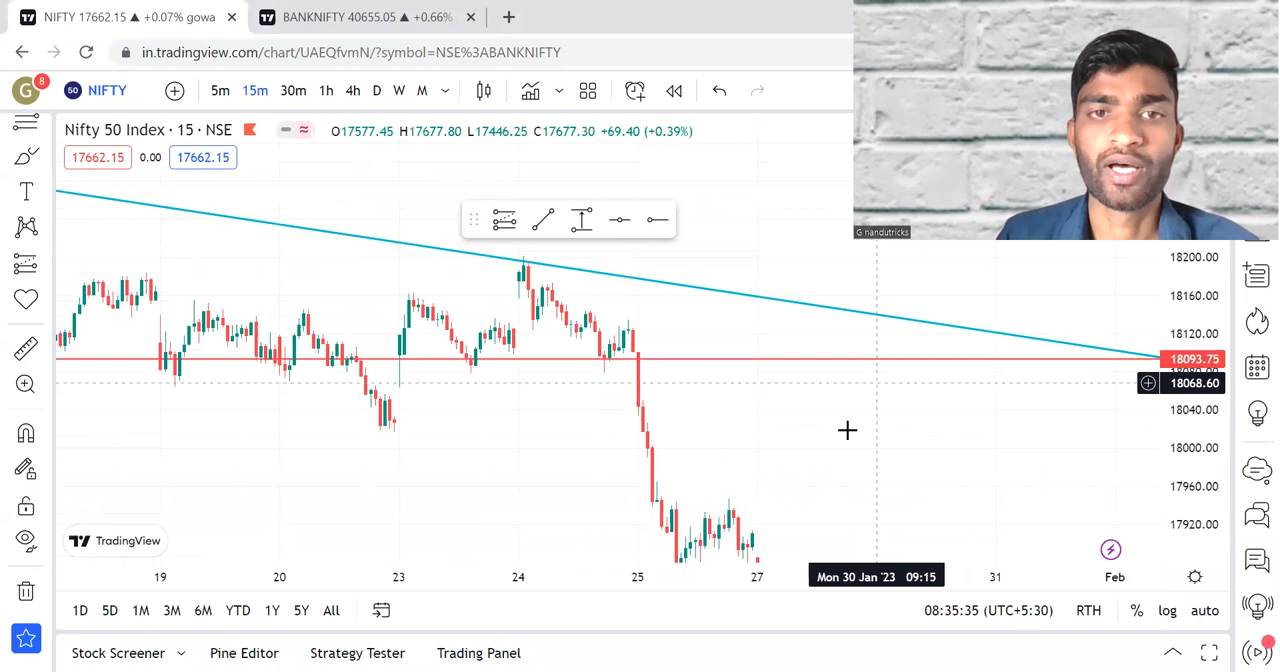 NIFTY 17662.15 ▲ +0.07% gowa
BANKNIFTY 40655.05 ▲ +0.66%
in.tradingview.com/chart/UAEQfvmN/?symbol=NSE%3ABANKNIFTY
G 8 50 NIFTY 5m 15m 30m 1h 4h D W M
Nifty 50 Index · 15 · NSE O17577.45 H17677.80 L17446.25 C17677.30 +69.40 (+0.39%)
17662.15 0.00 17662.15
G nandutricks
18200.00
18160.00
18120.00
18093.75
18068.60
18040.00
18000.00
17960.00
17920.00
TradingView
19 20 23 24 25 27 Mon 30 Jan '23 09:15 31 Feb
1D 5D 1M 3M 6M YTD 1Y 5Y All 08:35:35 (UTC+5:30) RTH % log auto
Stock Screener Pine Editor Strategy Tester Trading Panel